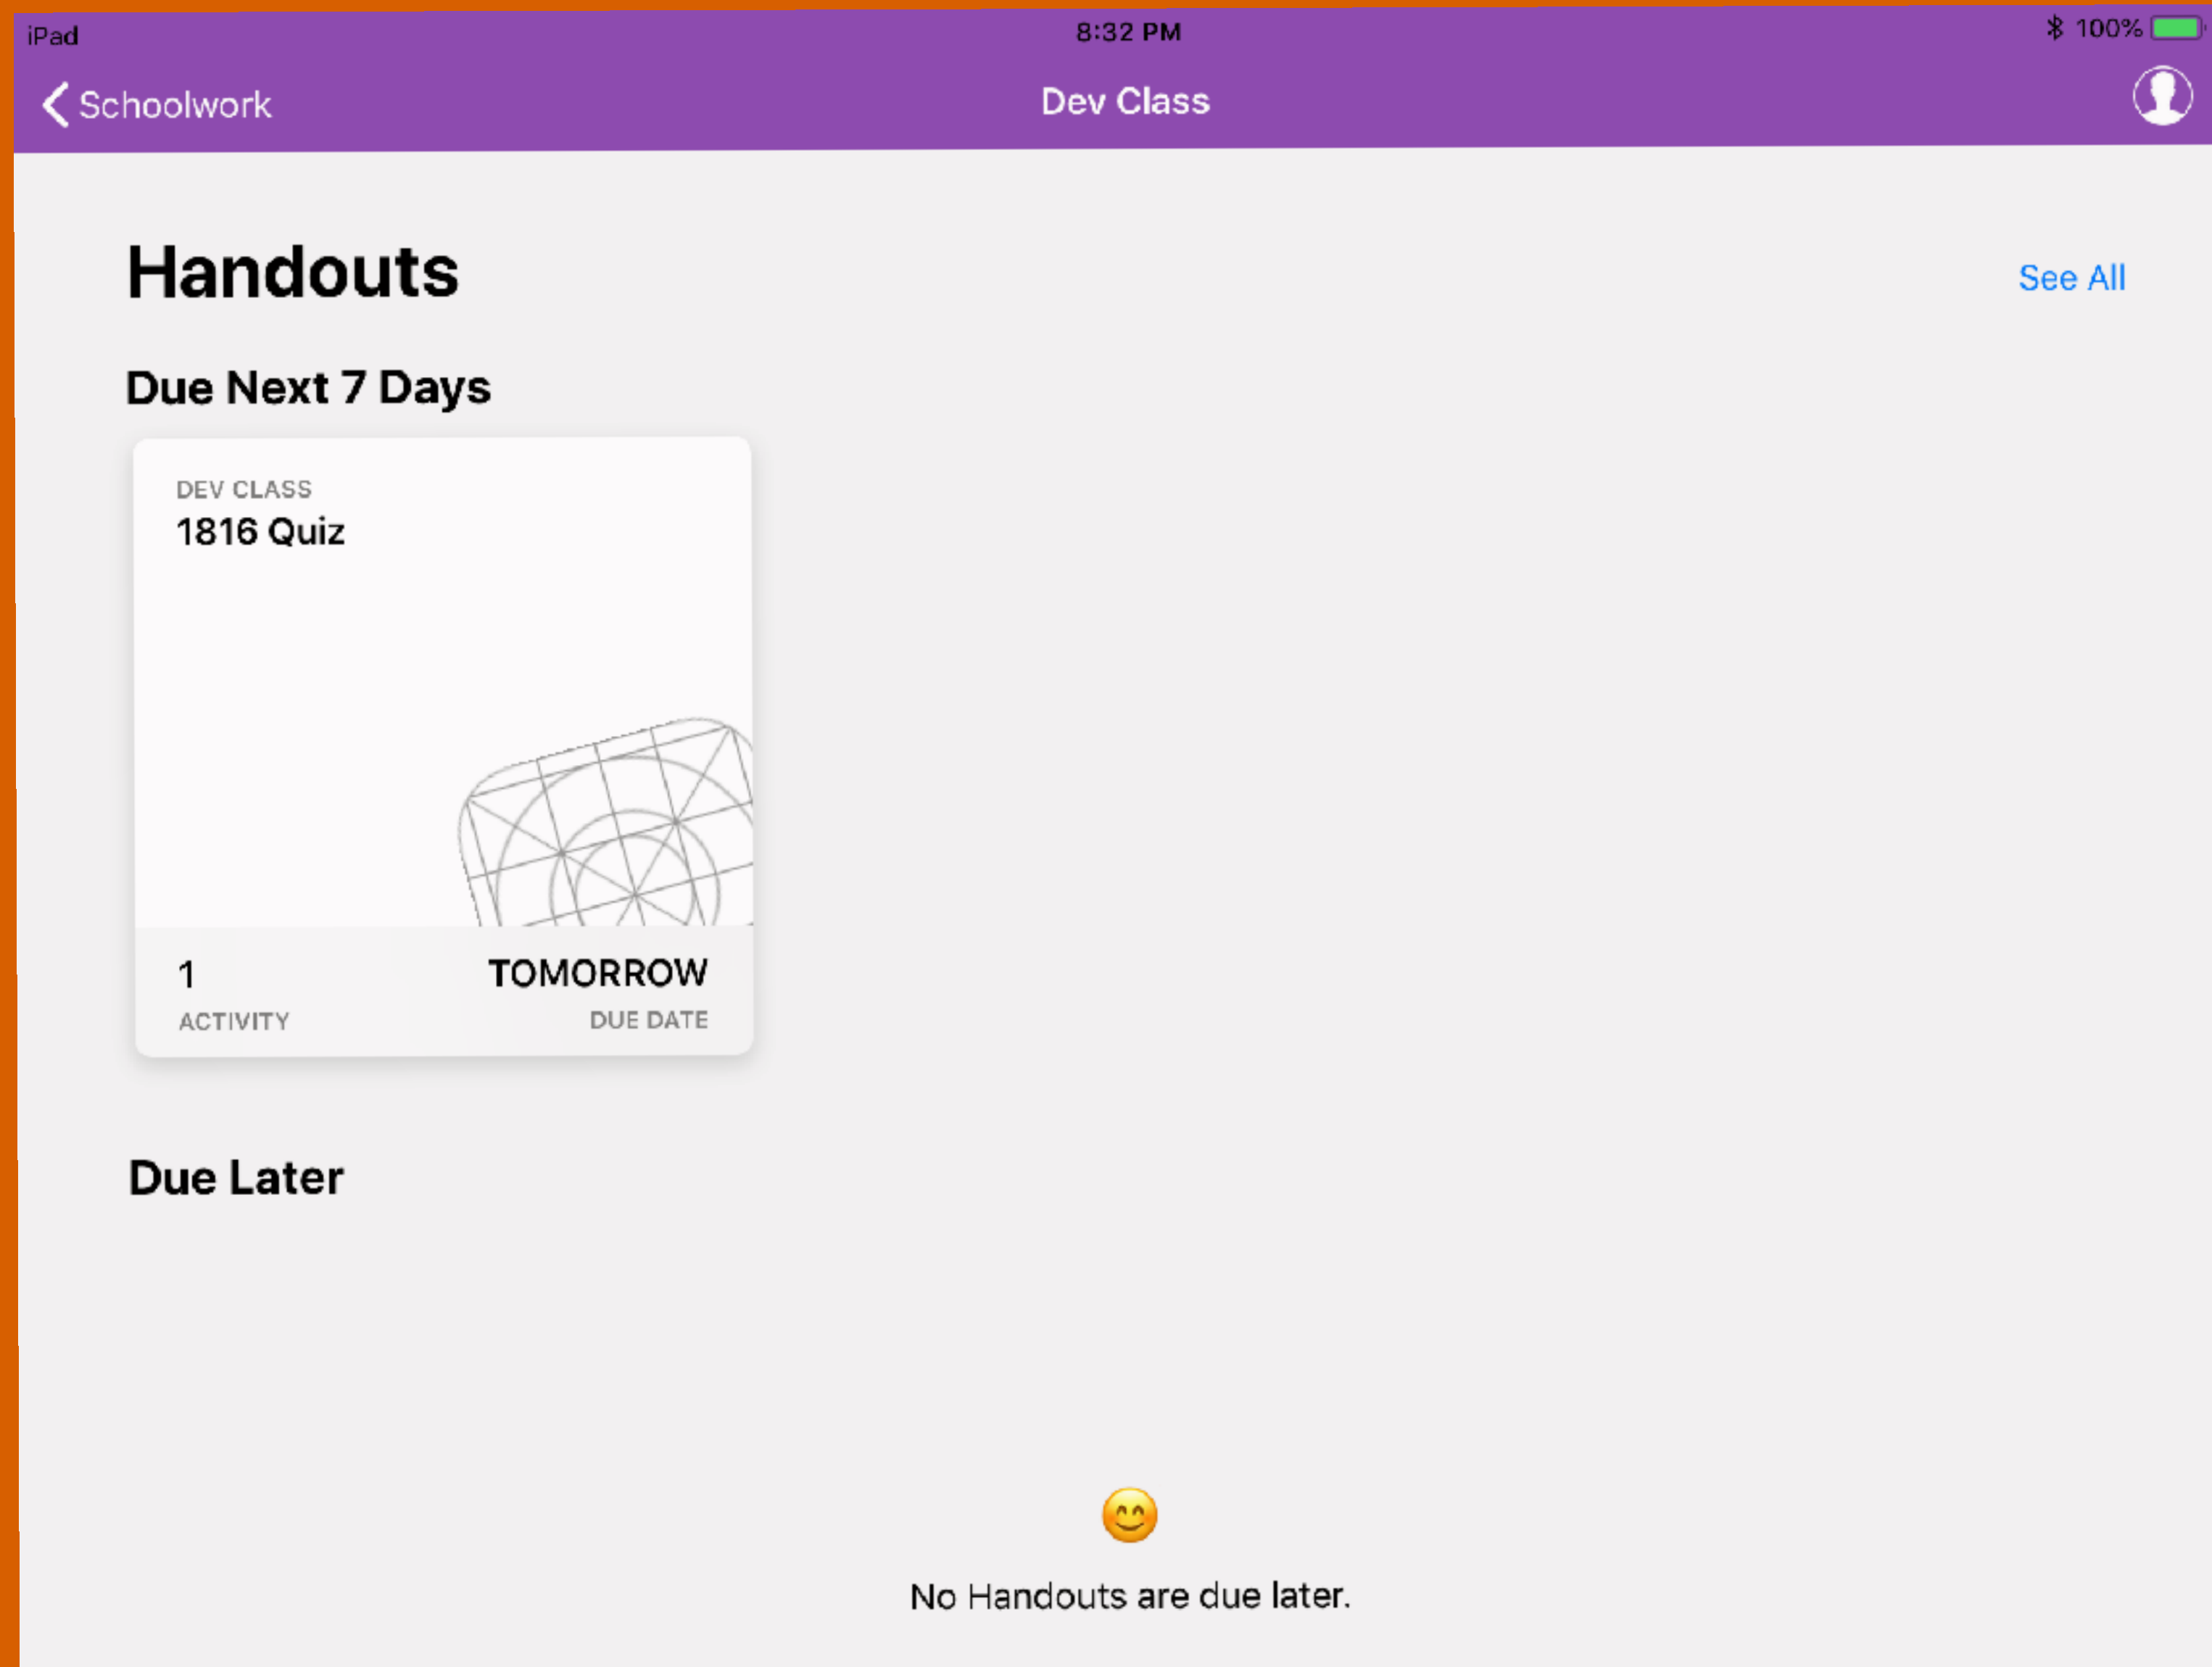 iPad
8:32 PM
100%
Schoolwork
Dev Class
Handouts
See All
Due Next 7 Days
DEV CLASS
1816 Quiz
1
TOMORROW
ACTIVITY
DUE DATE
Due Later
No Handouts are due later.